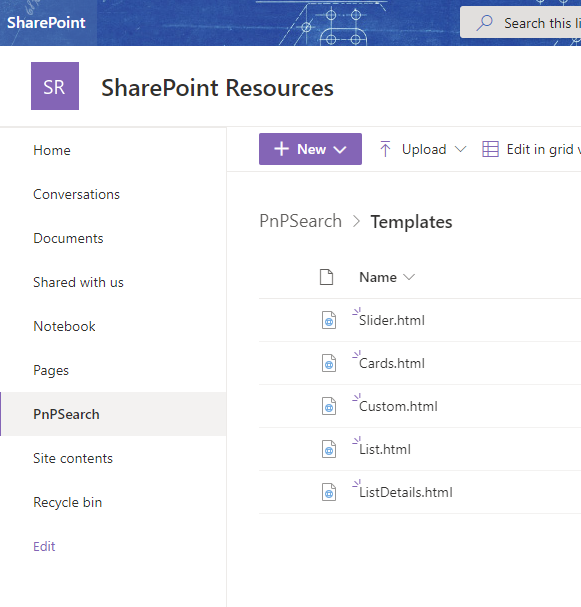 SharePoint
Search this li
SR
SharePoint Resources
Home
Conversations
Documents
Shared with us
Notebook
Pages
PnPSearch
Site contents
Recycle bin
Edit
New
Upload
Edit in grid v
PnPSearch > Templates
Name
Slider.html
Cards.html
Custom.html
List.html
ListDetails.html